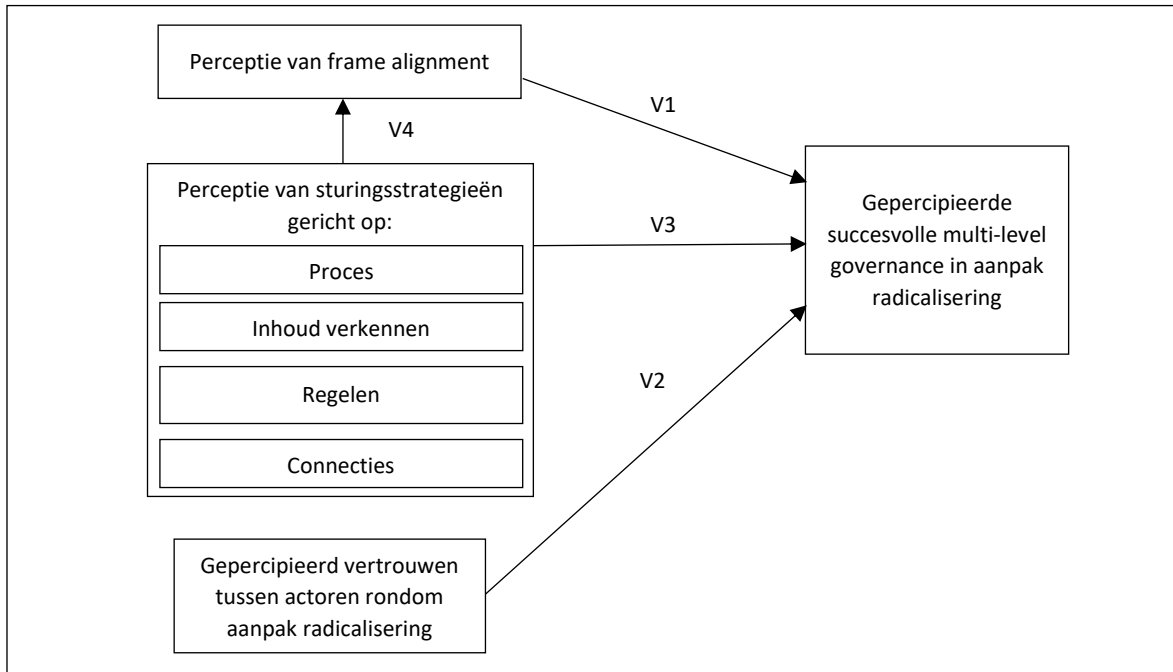 Perceptie van frame alignment
V1
V4
Perceptie van sturingsstrategieën
gericht op:
Proces
Inhoud verkennen
Regelen
Connecties
V3
Gepercipieerde
succesvolle multi-level
governance in aanpak
radicalisering
V2
Gepercipieerd vertrouwen
tussen actoren rondom
aanpak radicalisering